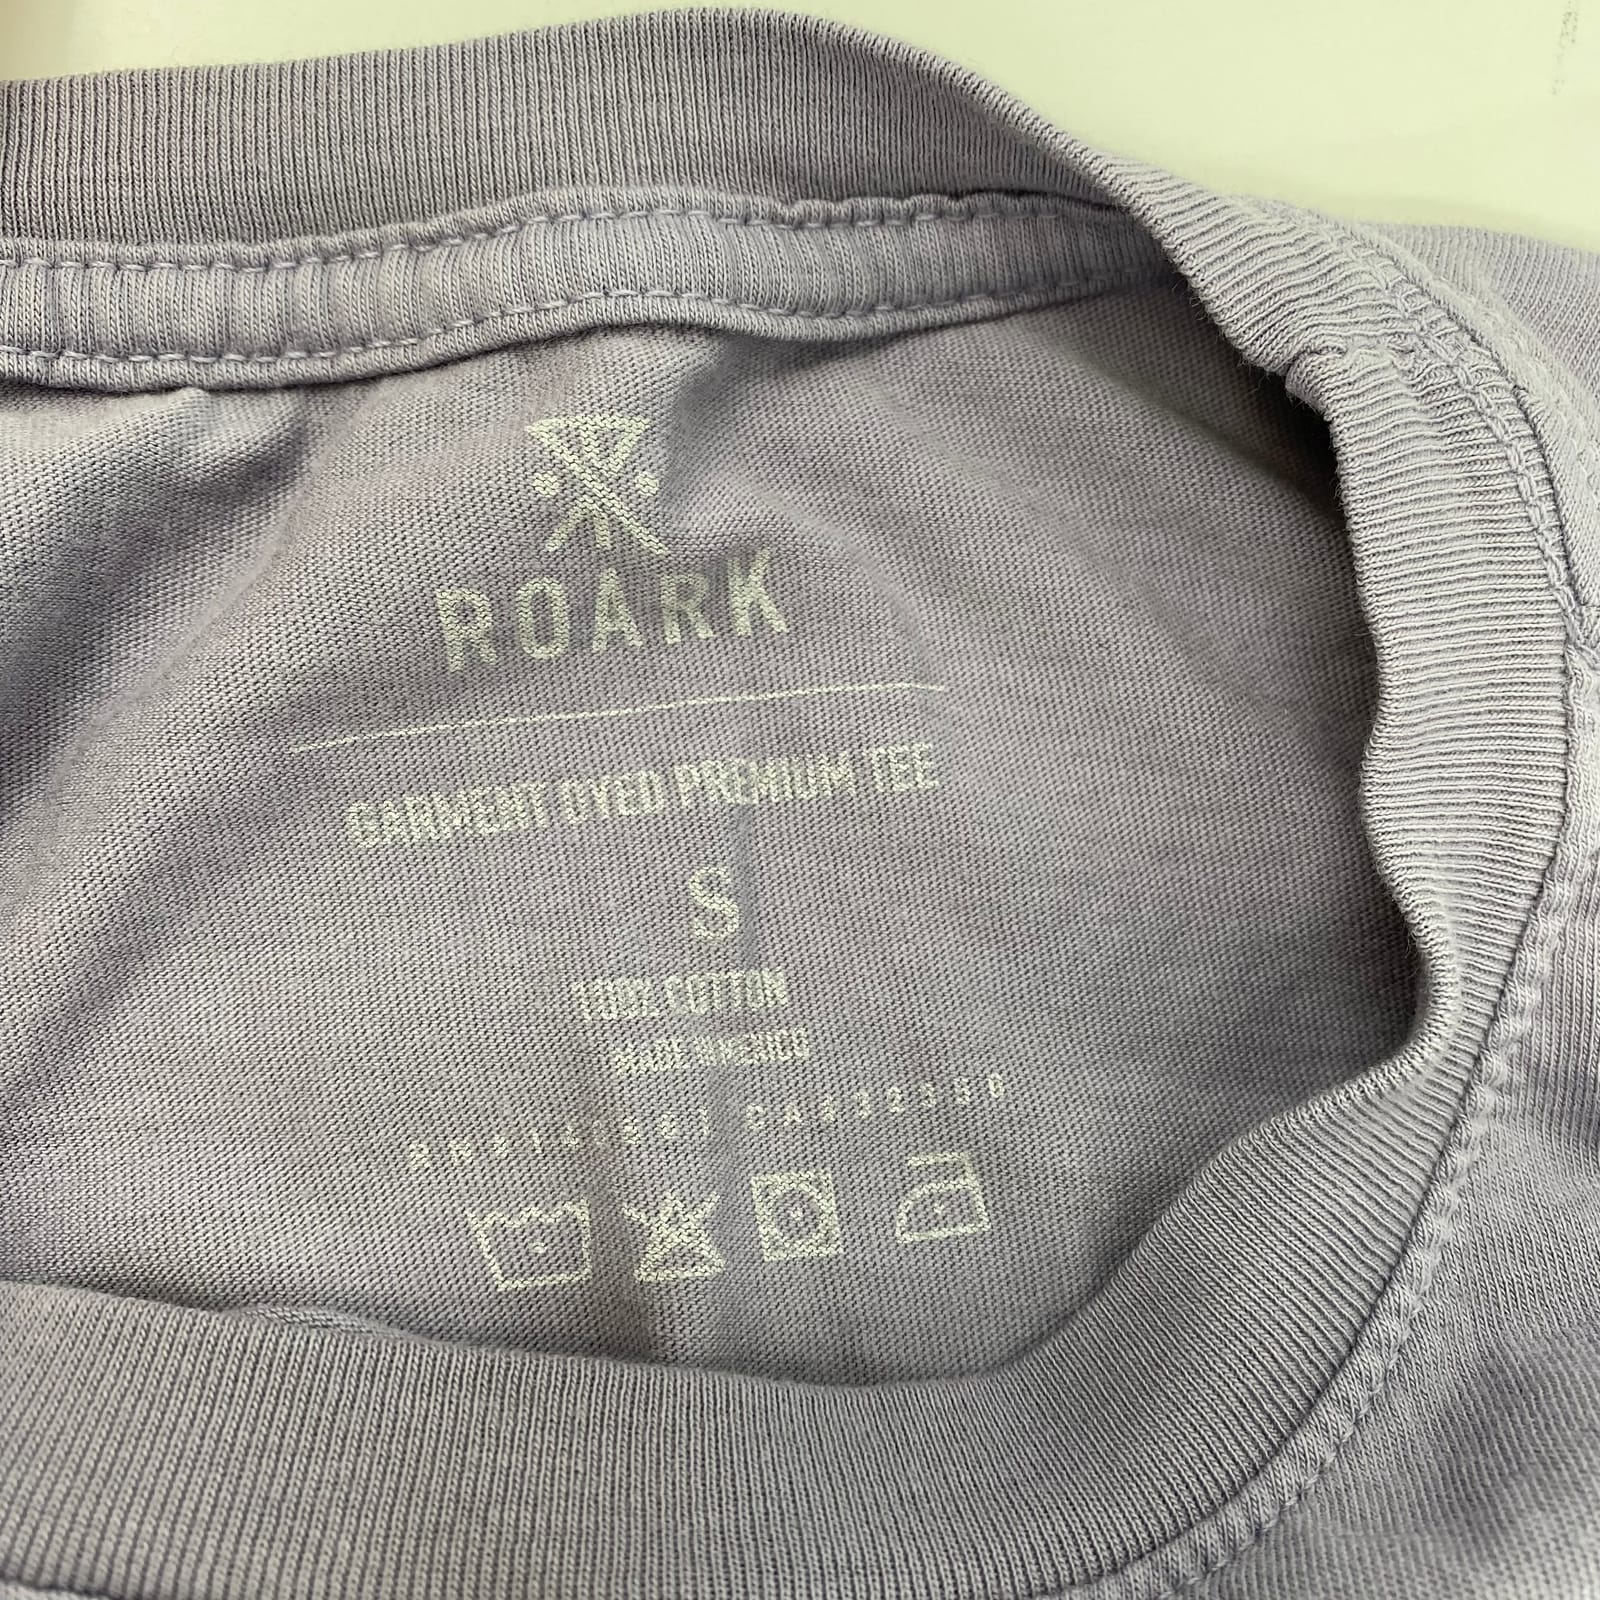 ROARK
GARMENT DYED PREMIUM TEE
S
100% COTTON
MADE IN MEXICO